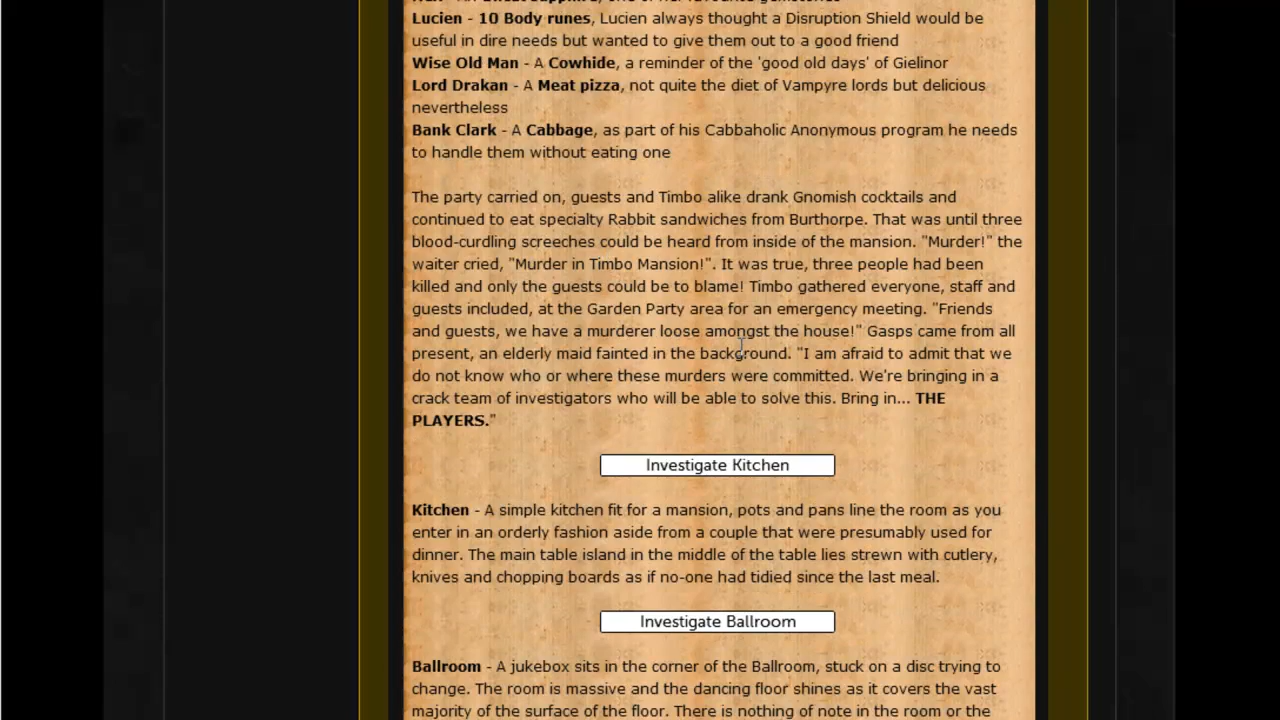 Lucien - 10 Body runes, Lucien always thought a Disruption Shield would be
useful in dire needs but wanted to give them out to a good friend
Wise Old Man - A Cowhide, a reminder of the 'good old days' of Gielinor
Lord Drakan - A Meat pizza, not quite the diet of Vampyre lords but delicious
nevertheless
Bank Clark - A Cabbage, as part of his Cabbaholic Anonymous program he needs
to handle them without eating one
The party carried on, guests and Timbo alike drank Gnomish cocktails and
continued to eat specialty Rabbit sandwiches from Burthorpe. That was until three
blood-curdling screeches could be heard from inside of the mansion. "Murder!" the
waiter cried, "Murder in Timbo Mansion!". It was true, three people had been
killed and only the guests could be to blame! Timbo gathered everyone, staff and
guests included, at the Garden Party area for an emergency meeting. "Friends
and guests, we have a murderer loose amongst the house!" Gasps came from all
present, an elderly maid fainted in the background. "I am afraid to admit that we
do not know who or where these murders were committed. We're bringing in a
crack team of investigators who will be able to solve this. Bring in... THE
PLAYERS."
Investigate Kitchen
Kitchen - A simple kitchen fit for a mansion, pots and pans line the room as you
enter in an orderly fashion aside from a couple that were presumably used for
dinner. The main table island in the middle of the table lies strewn with cutlery,
knives and chopping boards as if no-one had tidied since the last meal.
Investigate Ballroom
Ballroom - A jukebox sits in the corner of the Ballroom, stuck on a disc trying to
change. The room is massive and the dancing floor shines as it covers the vast
majority of the surface of the floor. There is nothing of note in the room or the